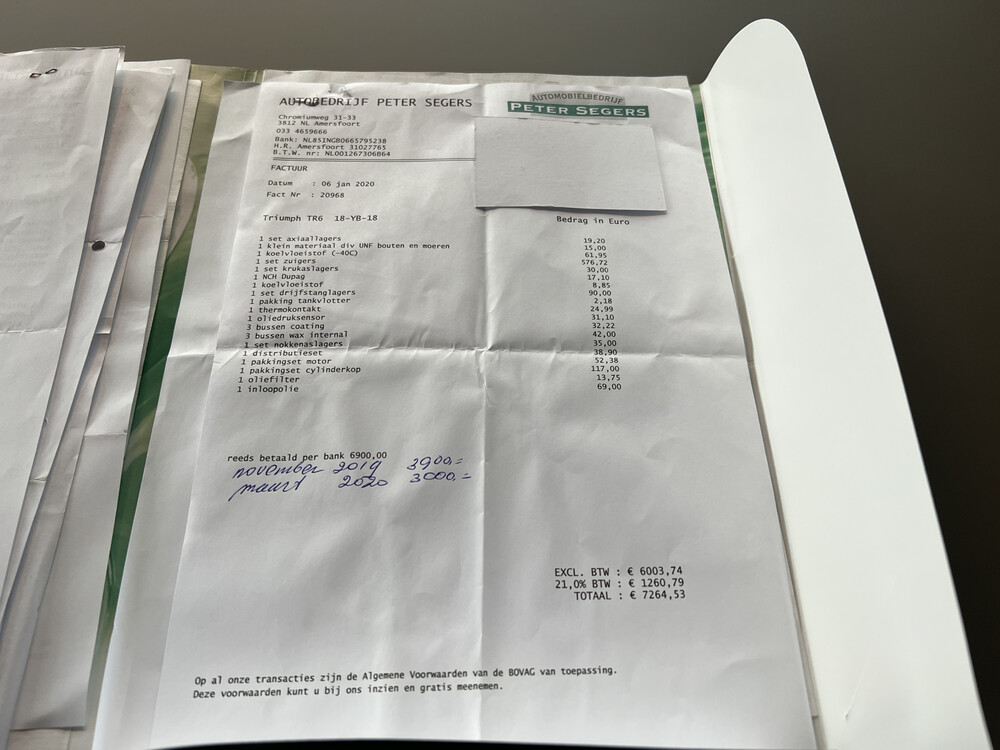 AUTOBEDRIJF PETER SEGERS
AUTOMOBIELBEDRIJF
PETER SEGERS
Chromiumweg 31-33
3812 NL Amersfoort
033 4659666
Bank: NL85INGB0665795238
H.R. Amersfoort 31027765
B.T.W. nr: NL001267306864
FACTUUR
Datum : 06 jan 2020
Fact Nr : 20968
Triumph TR6 18-YB-18 Bedrag in Euro
1 set axiaallagers 19,20
1 klein materiaal div UNF bouten en moeren 15,00
1 koelvloeistof (-40C) 61,95
1 set zuigers 576,72
1 set krukaslagers 30,00
1 NCH Dupag 17,10
1 koelvloeistof 8,85
1 set drijfstanglagers 90,00
1 pakking tankvlotter 2,18
1 thermokontakt 24,99
1 oliedruksensor 31,10
3 bussen coating 32,22
3 bussen wax internal 42,00
1 set nokkenaslagers 35,00
1 distributieset 38,90
1 pakkingset motor 52,38
1 pakkingset cylinderkop 117,00
1 oliefilter 13,75
1 inloopolie 69,00
reeds betaald per bank 6900,00
november 2019 3900,=
maart 2020 3000,=
EXCL. BTW : € 6003,74
21,0% BTW : € 1260,79
TOTAAL : € 7264,53
Op al onze transacties zijn de Algemene Voorwaarden van de BOVAG van toepassing.
Deze voorwaarden kunt u bij ons inzien en gratis meenemen.